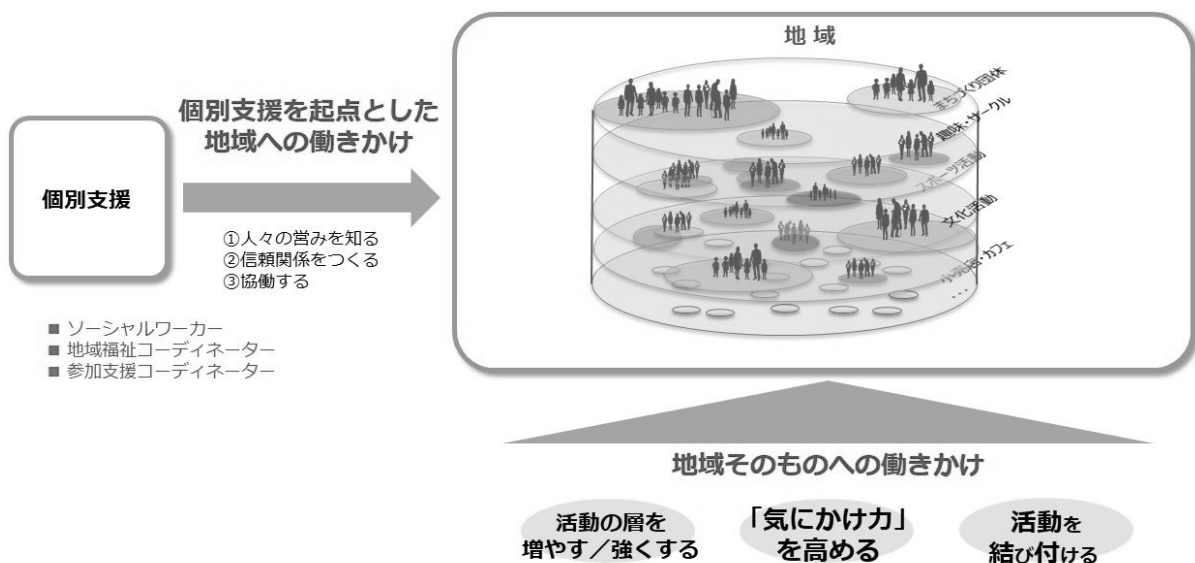 地域
まちづくり団体
趣味・サークル
スポーツ活動
文化活動
小売店・カフェ
・・・
個別支援を起点とした
地域への働きかけ
個別支援
①人々の営みを知る
②信頼関係をつくる
③協働する
■ ソーシャルワーカー
■ 地域福祉コーディネーター
■ 参加支援コーディネーター
地域そのものへの働きかけ
活動の層を
増やす／強くする
「気にかけ力」
を高める
活動を
結び付ける